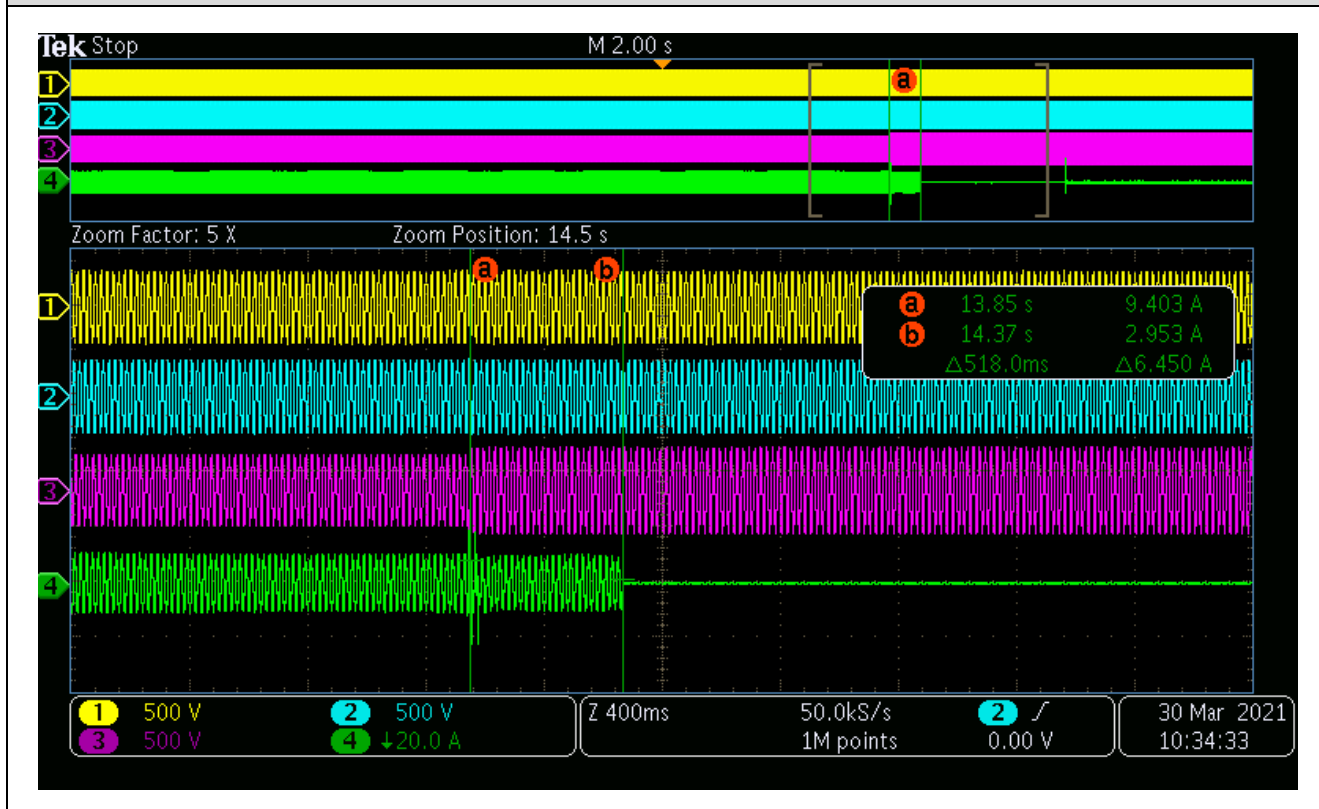 Tek Stop M 2.00 s
1
a
2
3
4
Zoom Factor: 5 X Zoom Position: 14.5 s
a b
1
a 13.85 s 9.403 A
b 14.37 s 2.953 A
△518.0ms △6.450 A
2
3
4
1 500 V 2 500 V Z 400ms 50.0kS/s 2 30 Mar 2021
3 500 V 4 ↓20.0 A 1M points 0.00 V 10:34:33